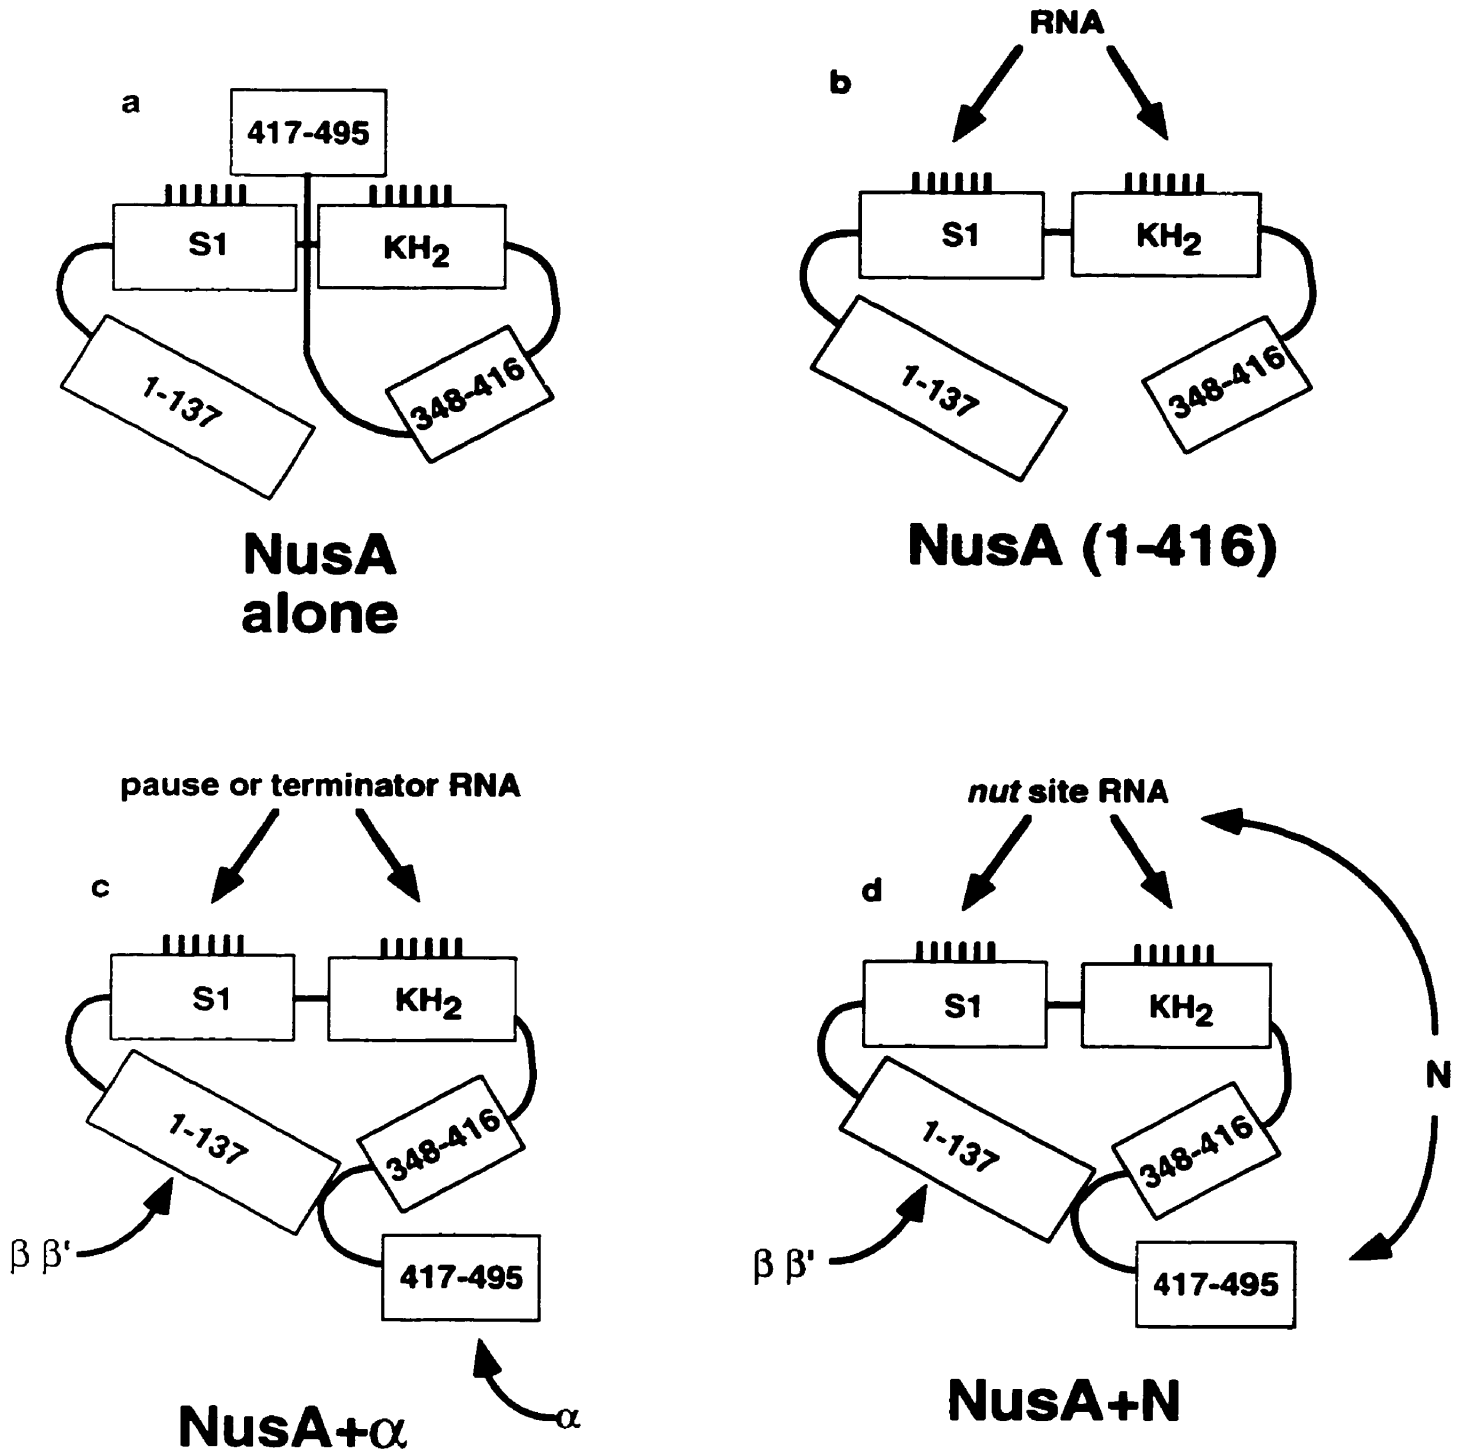 a
417-495
S1
KH2
1-137
348-416
NusA
alone
b
RNA
S1
KH2
1-137
348-416
NusA (1-416)
pause or terminator RNA
c
S1
KH2
1-137
348-416
β β'
417-495
α
NusA+α
nut site RNA
d
S1
KH2
N
1-137
348-416
β β'
417-495
NusA+N